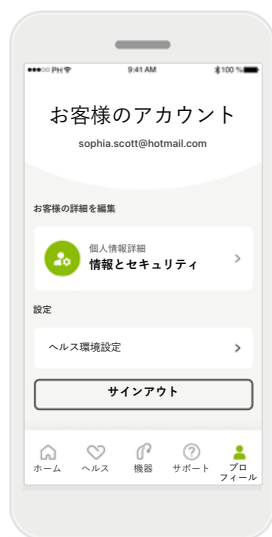 PH
9:41 AM
100 %
お客様のアカウント
sophia.scott@hotmail.com
お客様の詳細を編集
個人情報詳細
情報とセキュリティ
設定
ヘルス環境設定
サインアウト
ホーム
ヘルス
機器
サポート
プロ
フィール